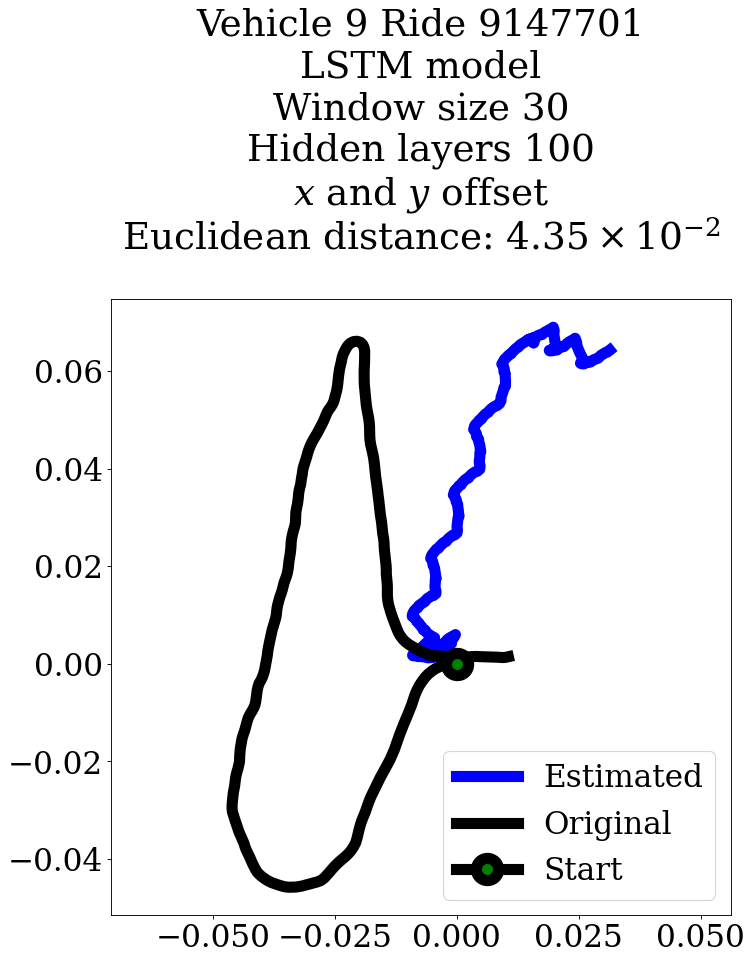 Vehicle 9 Ride 9147701
LSTM model
Window size 30
Hidden layers 100
x and y offset
Euclidean distance: 4.35 × 10⁻²
0.06
0.04
0.02
0.00
−0.02
−0.04
Estimated
Original
Start
−0.050 −0.025 0.000 0.025 0.050